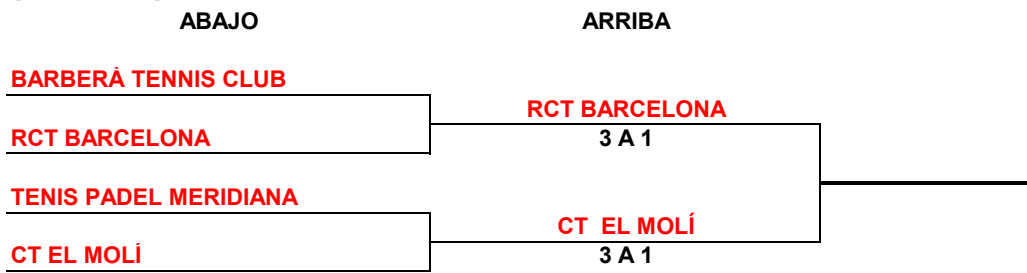 ABAJO ARRIBA
BARBERÀ TENNIS CLUB
RCT BARCELONA
RCT BARCELONA 3 A 1
TENIS PADEL MERIDIANA
CT EL MOLÍ
CT EL MOLÍ 3 A 1